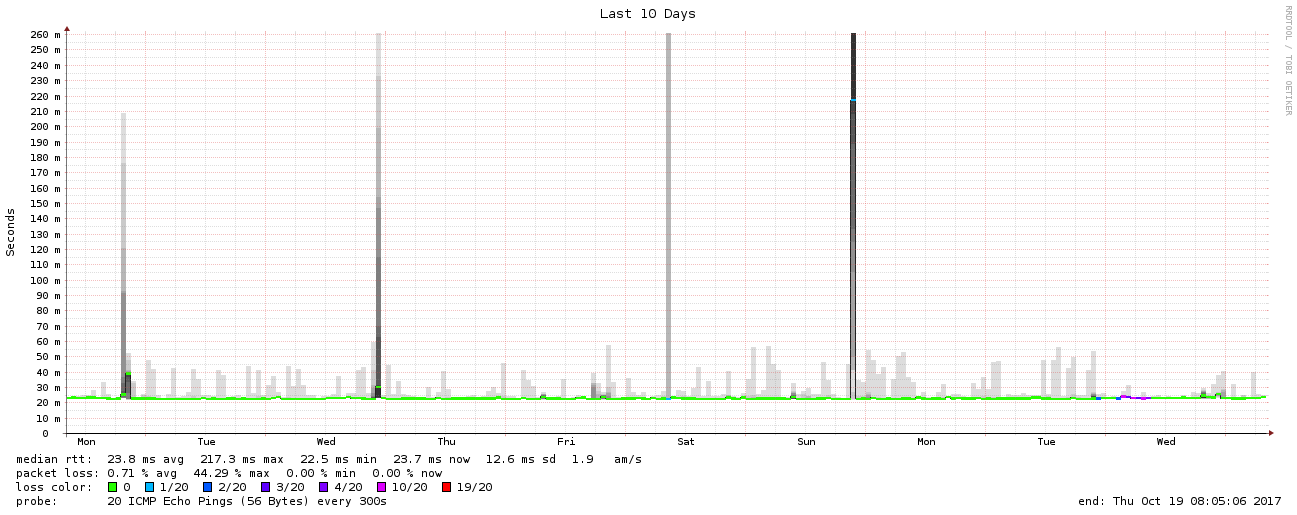 Last 10 Days
RRDTOOL / TOBI OETIKER
Seconds
260 m
250 m
240 m
230 m
220 m
210 m
200 m
190 m
180 m
170 m
160 m
150 m
140 m
130 m
120 m
110 m
100 m
90 m
80 m
70 m
60 m
50 m
40 m
30 m
20 m
10 m
0
Mon Tue Wed Thu Fri Sat Sun Mon Tue Wed
median rtt: 23.8 ms avg 217.3 ms max 22.5 ms min 23.7 ms now 12.6 ms sd 1.9 am/s
packet loss: 0.71 % avg 44.29 % max 0.00 % min 0.00 % now
loss color: 0 1/20 2/20 3/20 4/20 10/20 19/20
probe: 20 ICMP Echo Pings (56 Bytes) every 300s end: Thu Oct 19 08:05:06 2017